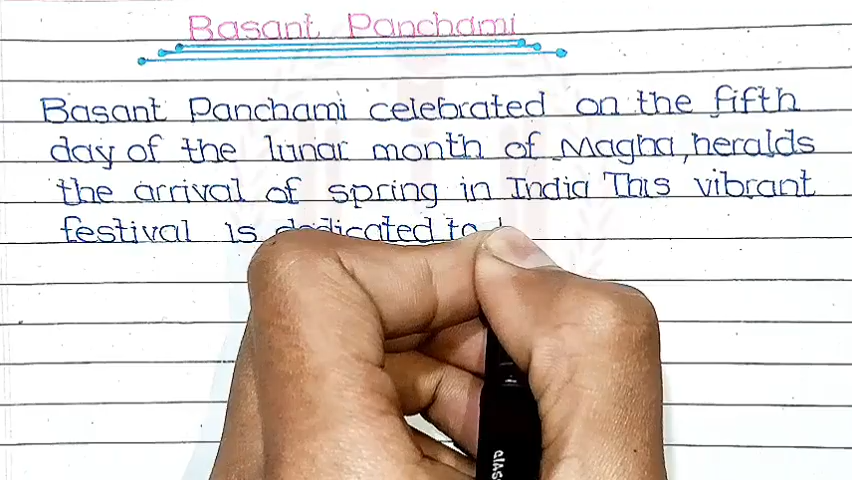 Basant Panchami
Basant Panchami celebrated on the fifth
day of the lunar month of Magha, heralds
the arrival of spring in India This vibrant
festival is dedicated to